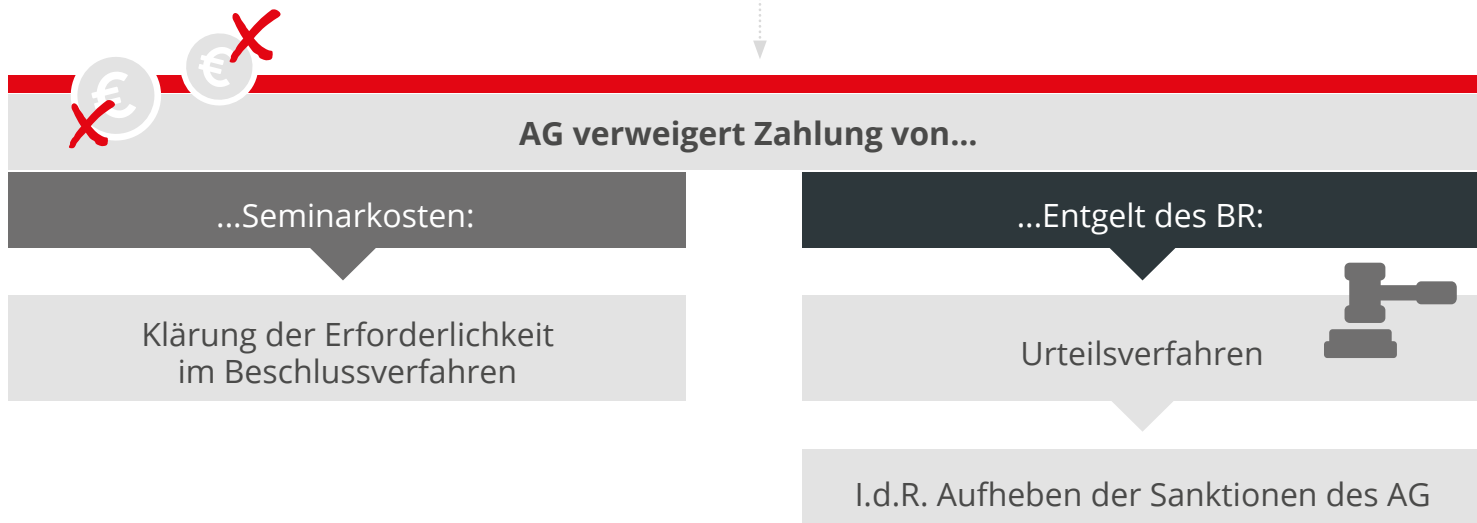 AG verweigert Zahlung von...
...Seminarkosten:
...Entgelt des BR:
Klärung der Erforderlichkeit
im Beschlussverfahren
Urteilsverfahren
I.d.R. Aufheben der Sanktionen des AG